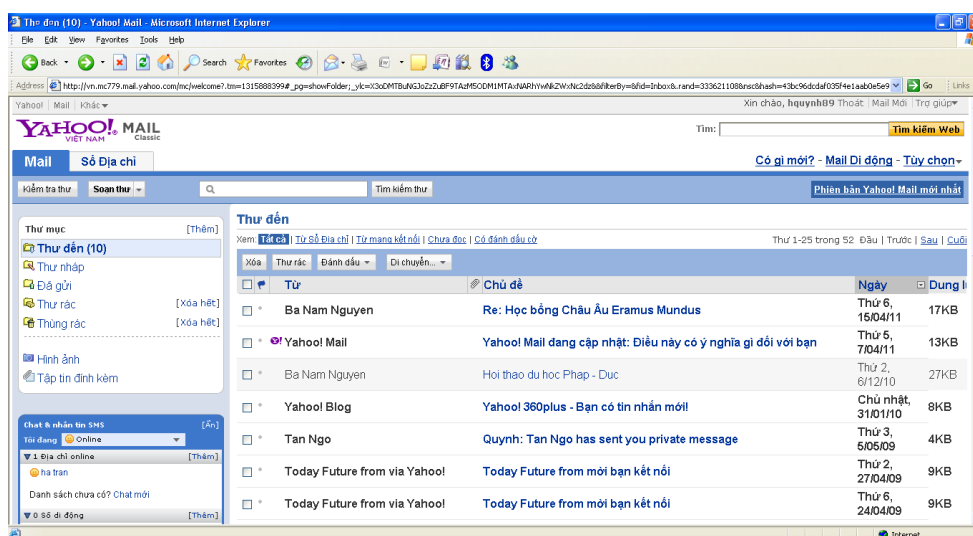 Thơ đơn (10) - Yahoo! Mail - Microsoft Internet Explorer
File Edit View Favorites Tools Help
Back Search Favorites
Address http://vn.mc779.mail.yahoo.com/mc/welcome? Go Links
Yahoo! Mail Khác Xin chào, hquynh89 Thoát Mail Mới Trợ giúp
YAHOO! MAIL Tìm: Tìm kiếm Web
VIỆT NAM Classic
Mail Sổ Địa chỉ Có gì mới? - Mail Di động - Tùy chọn
Kiểm tra thư Soạn thư Tìm kiếm thư Phiên bản Yahoo! Mail mới nhất
Thư mục [Thêm]
Thư đến (10)
Thư nháp
Đã gửi
Thư rác [Xóa hết]
Thùng rác [Xóa hết]
Hình ảnh
Tập tin đính kèm
Chat & nhắn tin SMS [Ẩn]
Tôi đang Online
1 Địa chỉ online [Thêm]
ha tran
Danh sách chưa có? Chat mới
0 Số di động [Thêm]
Thư đến
Xem: Tất cả | Từ Sổ Địa chỉ | Từ mạng kết nối | Chưa đọc | Có đánh dấu cờ Thư 1-25 trong 52 Đầu | Trước | Sau | Cuối
Xóa Thư rác Đánh dấu Di chuyển...
Từ Chủ đề Ngày Dung l
Ba Nam Nguyen Re: Học bổng Châu Âu Eramus Mundus Thứ 6, 15/04/11 17KB
Yahoo! Mail Yahoo! Mail đang cập nhật: Điều này có ý nghĩa gì đối với bạn Thứ 5, 7/04/11 13KB
Ba Nam Nguyen Hoi thao du hoc Phap - Duc Thứ 2, 6/12/10 27KB
Yahoo! Blog Yahoo! 360plus - Bạn có tin nhắn mới! Chủ nhật, 31/01/10 8KB
Tan Ngo Quynh: Tan Ngo has sent you private message Thứ 3, 5/05/09 4KB
Today Future from via Yahoo! Today Future from mời bạn kết nối Thứ 2, 27/04/09 9KB
Today Future from via Yahoo! Today Future from mời bạn kết nối Thứ 6, 24/04/09 9KB
Internet